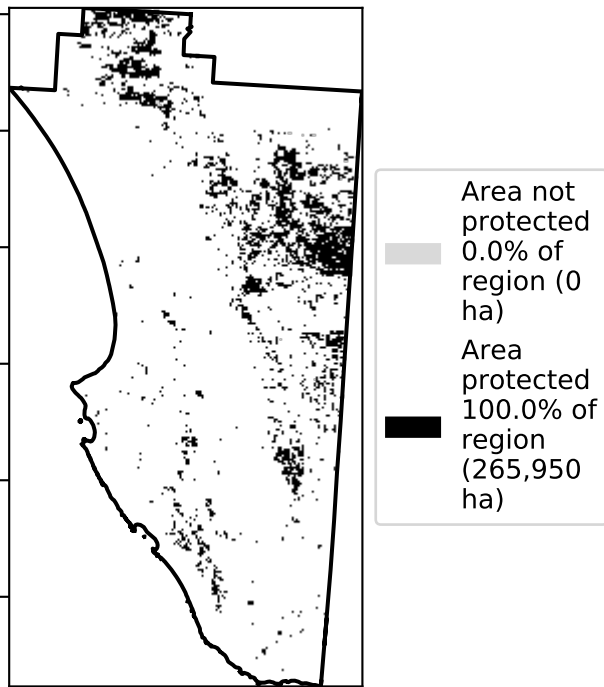 Area not
protected
0.0% of
region (0
ha)
Area
protected
100.0% of
region
(265,950
ha)